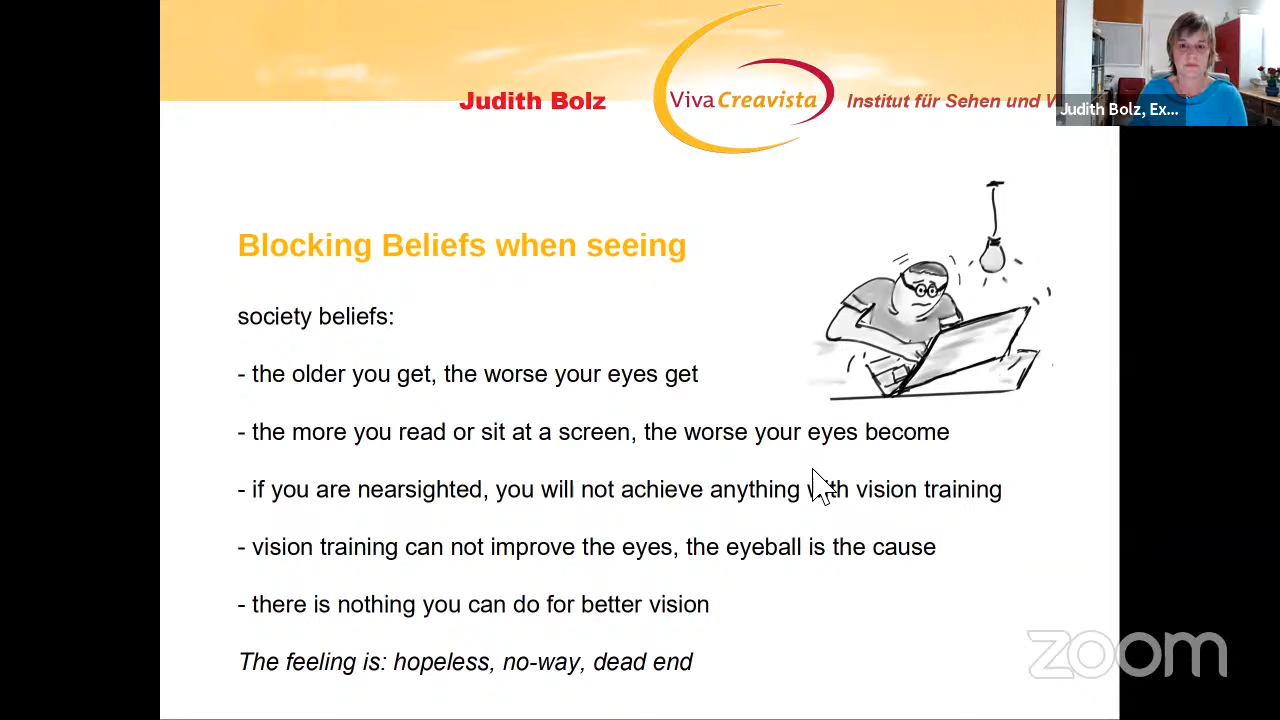 Judith Bolz
VivaCreavista
Institut für Sehen und
Judith Bolz, Ex...
Blocking Beliefs when seeing
society beliefs:
- the older you get, the worse your eyes get
- the more you read or sit at a screen, the worse your eyes become
- if you are nearsighted, you will not achieve anything with vision training
- vision training can not improve the eyes, the eyeball is the cause
- there is nothing you can do for better vision
The feeling is: hopeless, no-way, dead end
zoom